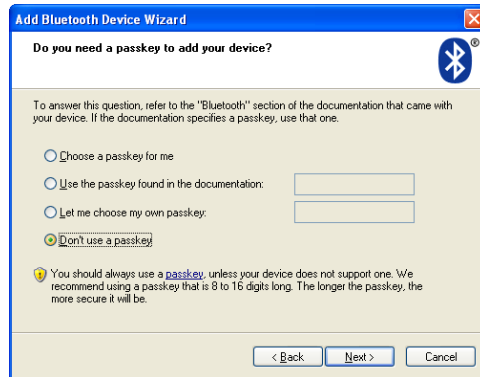 Add Bluetooth Device Wizard
Do you need a passkey to add your device?
®
To answer this question, refer to the "Bluetooth" section of the documentation that came with
your device. If the documentation specifies a passkey, use that one.
Choose a passkey for me
Use the passkey found in the documentation:
Let me choose my own passkey:
Don't use a passkey
You should always use a passkey, unless your device does not support one. We
recommend using a passkey that is 8 to 16 digits long. The longer the passkey, the
more secure it will be.
< Back Next > Cancel